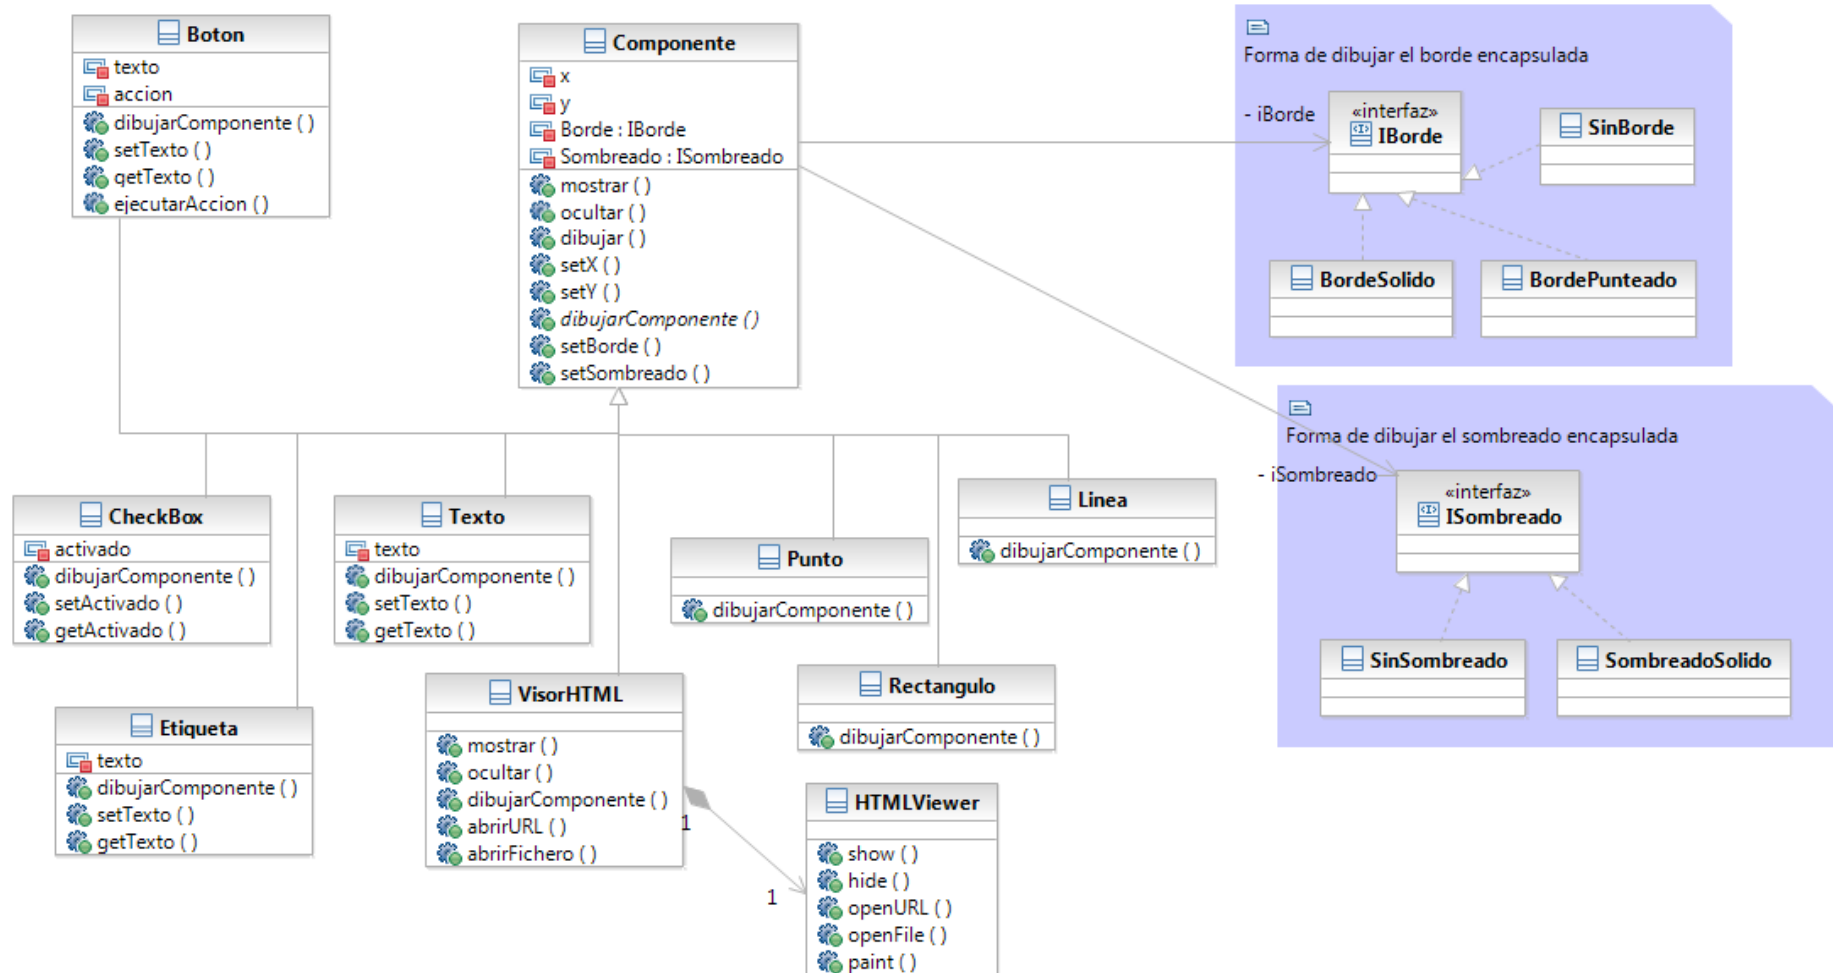 Boton
texto
accion
dibujarComponente ( )
setTexto ( )
getTexto ( )
ejecutarAccion ( )
Componente
x
y
Borde : IBorde
Sombreado : ISombreado
mostrar ( )
ocultar ( )
dibujar ( )
setX ( )
setY ( )
dibujarComponente ( )
setBorde ( )
setSombreado ( )
Forma de dibujar el borde encapsulada
- iBorde
«interfaz»
IBorde
SinBorde
BordeSolido
BordePunteado
Forma de dibujar el sombreado encapsulada
- iSombreado
«interfaz»
ISombreado
SinSombreado
SombreadoSolido
CheckBox
activado
dibujarComponente ( )
setActivado ( )
getActivado ( )
Texto
texto
dibujarComponente ( )
setTexto ( )
getTexto ( )
Punto
dibujarComponente ( )
Linea
dibujarComponente ( )
Etiqueta
texto
dibujarComponente ( )
setTexto ( )
getTexto ( )
VisorHTML
mostrar ( )
ocultar ( )
dibujarComponente ( )
abrirURL ( )
abrirFichero ( )
Rectangulo
dibujarComponente ( )
1
1
HTMLViewer
show ( )
hide ( )
openURL ( )
openFile ( )
paint ( )